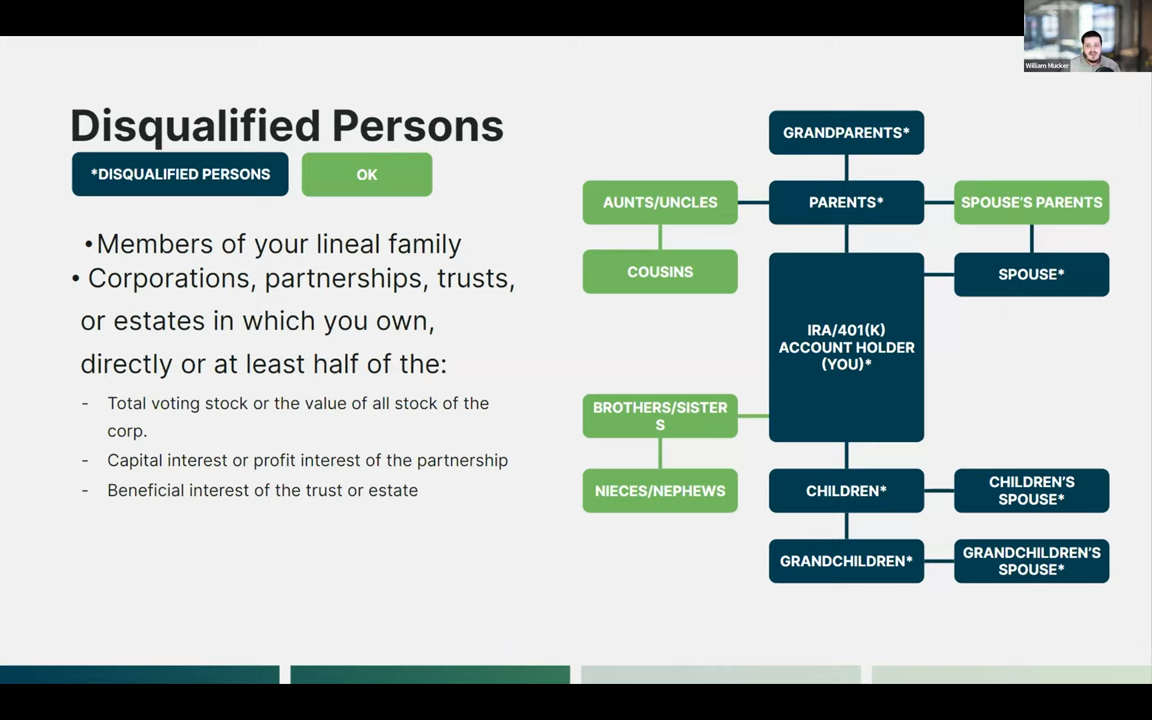 William Mucker
Disqualified Persons
*DISQUALIFIED PERSONS
OK
•Members of your lineal family
• Corporations, partnerships, trusts,
or estates in which you own,
directly or at least half of the:
- Total voting stock or the value of all stock of the
corp.
- Capital interest or profit interest of the partnership
- Beneficial interest of the trust or estate
GRANDPARENTS*
AUNTS/UNCLES
PARENTS*
SPOUSE'S PARENTS
COUSINS
SPOUSE*
IRA/401(K)
ACCOUNT HOLDER
(YOU)*
BROTHERS/SISTER
S
NIECES/NEPHEWS
CHILDREN*
CHILDREN'S
SPOUSE*
GRANDCHILDREN*
GRANDCHILDREN'S
SPOUSE*